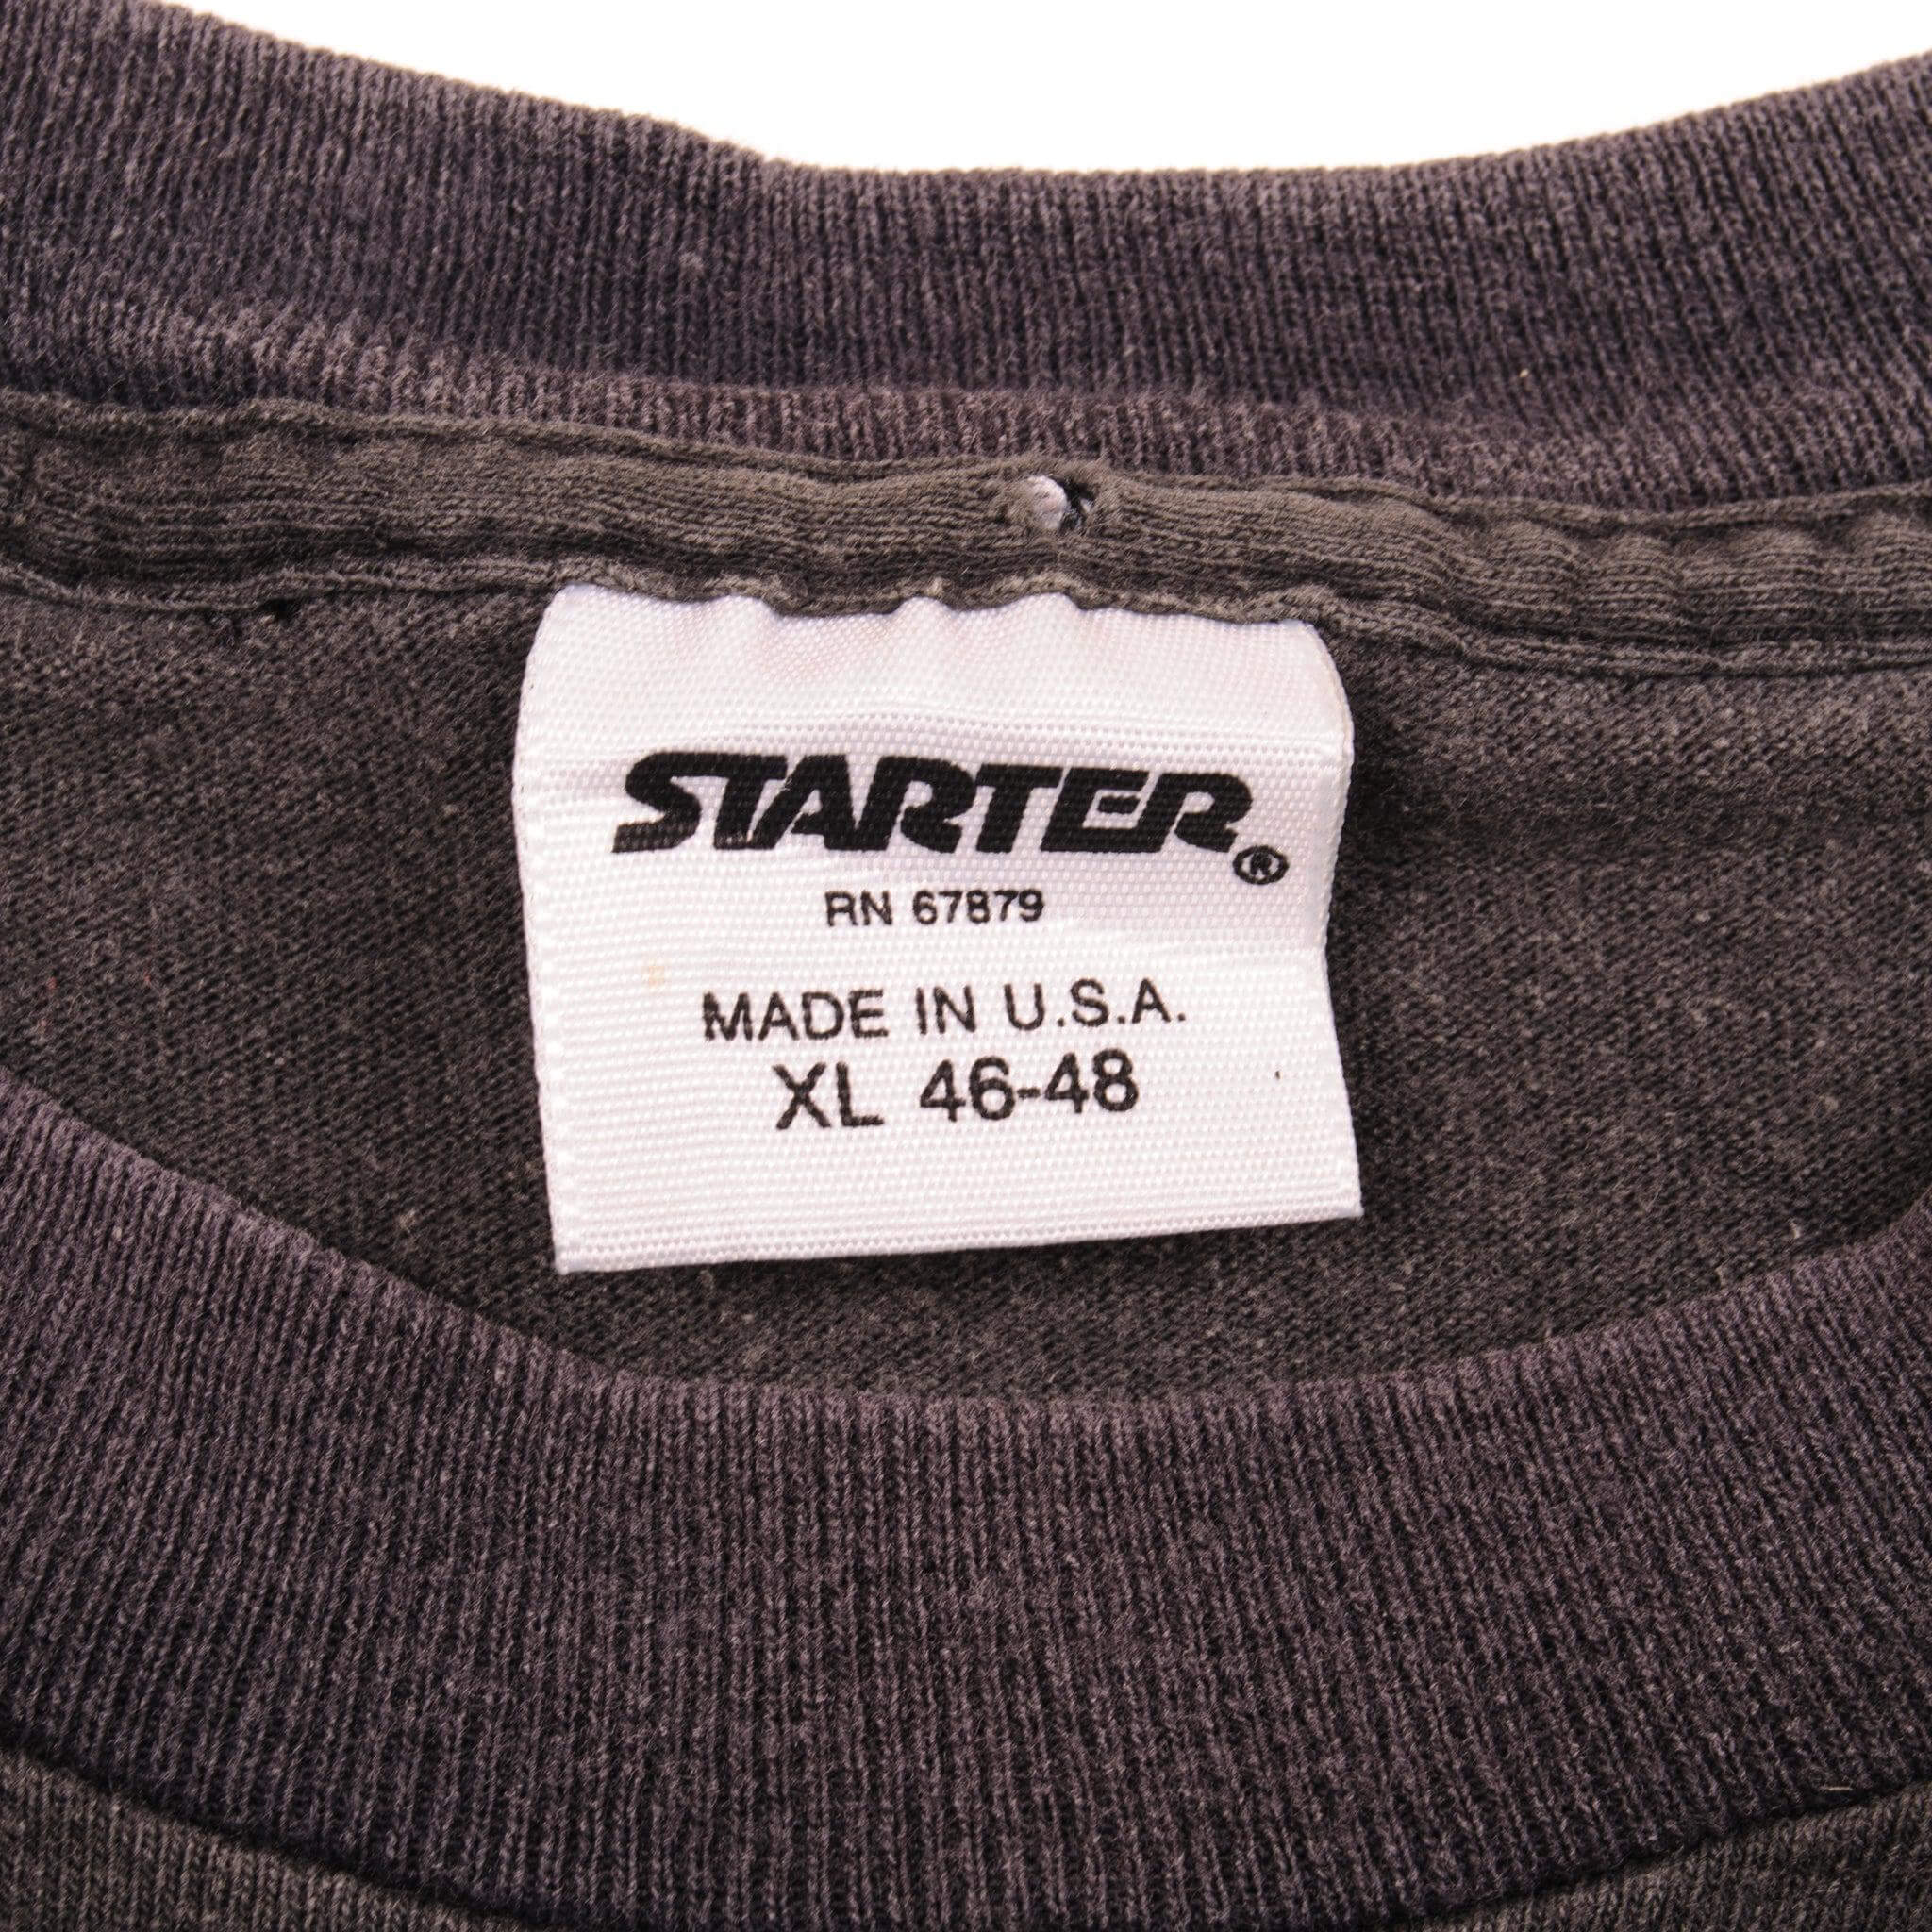 STARTER®
RN 67879
MADE IN U.S.A.
XL 46-48